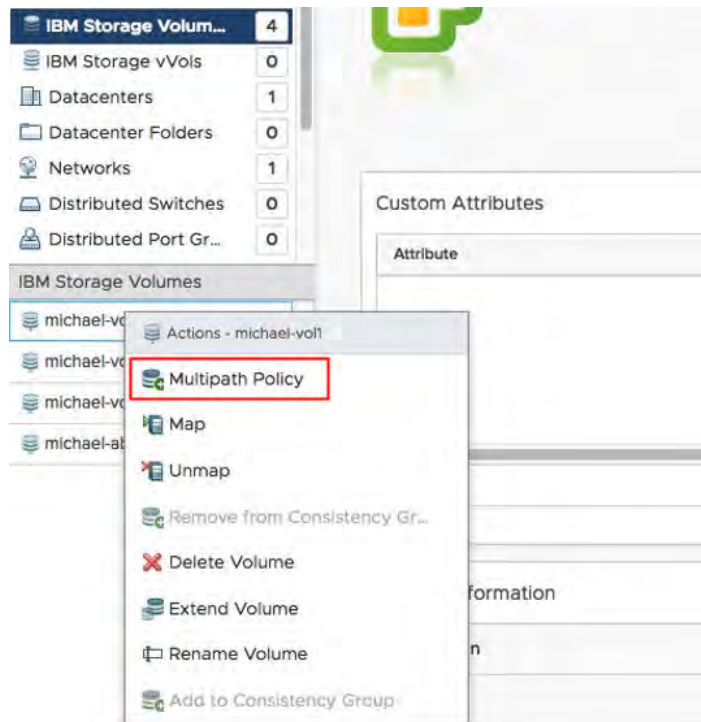 IBM Storage Volum... 4
IBM Storage vVols 0
Datacenters 1
Datacenter Folders 0
Networks 1
Distributed Switches 0
Distributed Port Gr... 0
IBM Storage Volumes
michael-vo
michael-vo
michael-vo
michael-ab
Actions - michael-vol1
Multipath Policy
Map
Unmap
Remove from Consistency Gr...
Delete Volume
Extend Volume
Rename Volume
Add to Consistency Group
Custom Attributes
Attribute
formation
n